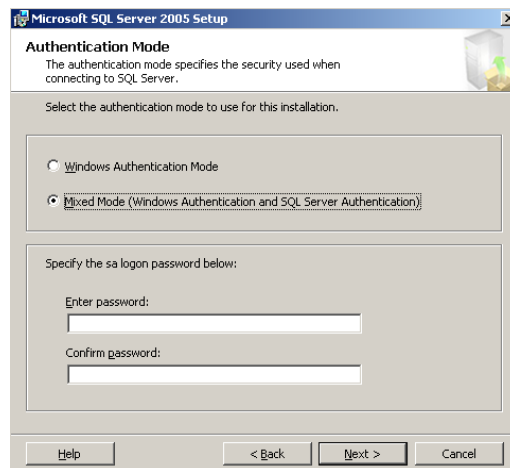 Microsoft SQL Server 2005 Setup
Authentication Mode
The authentication mode specifies the security used when
connecting to SQL Server.
Select the authentication mode to use for this installation.
Windows Authentication Mode
Mixed Mode (Windows Authentication and SQL Server Authentication)
Specify the sa logon password below:
Enter password:
Confirm password:
Help
< Back
Next >
Cancel